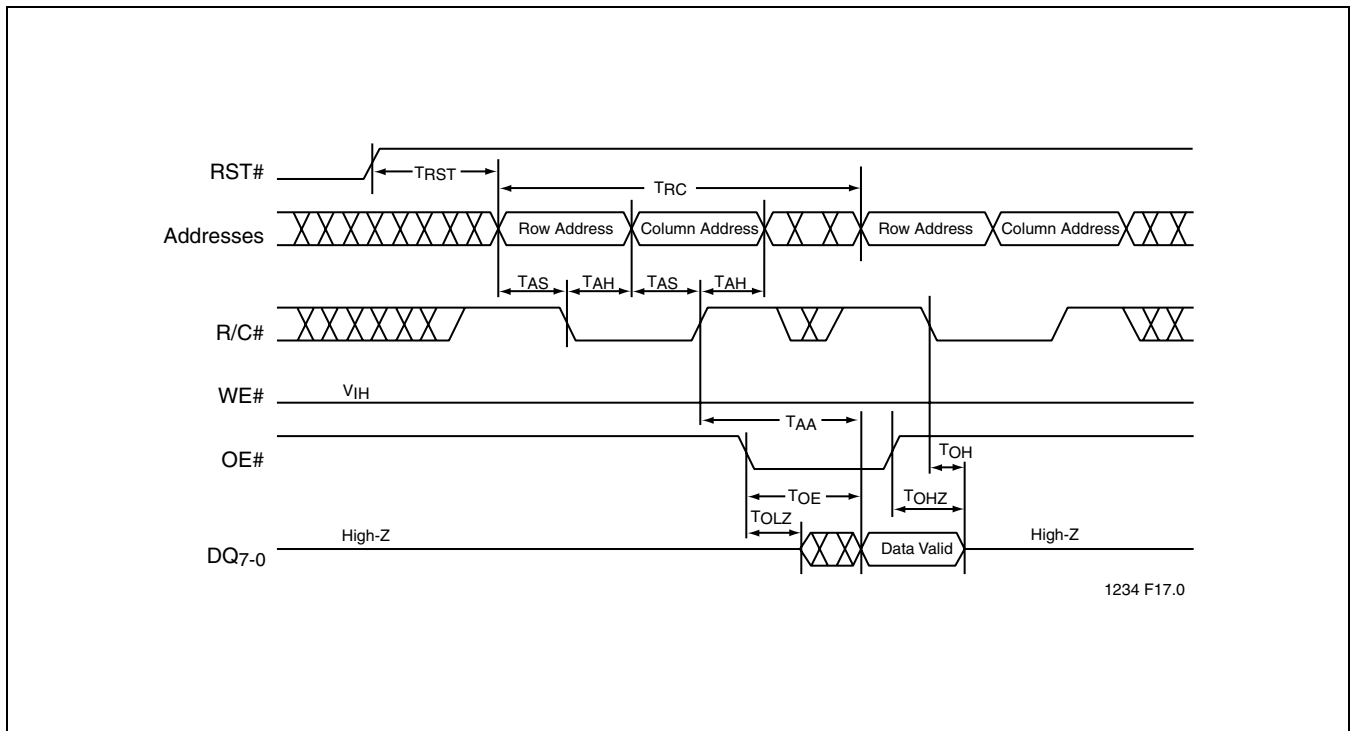 RST#
TRST
TRC
Addresses
Row Address
Column Address
Row Address
Column Address
TAS
TAH
TAS
TAH
R/C#
WE#
VIH
TAA
OE#
TOH
TOE
TOHZ
TOLZ
DQ7-0
High-Z
Data Valid
High-Z
1234 F17.0